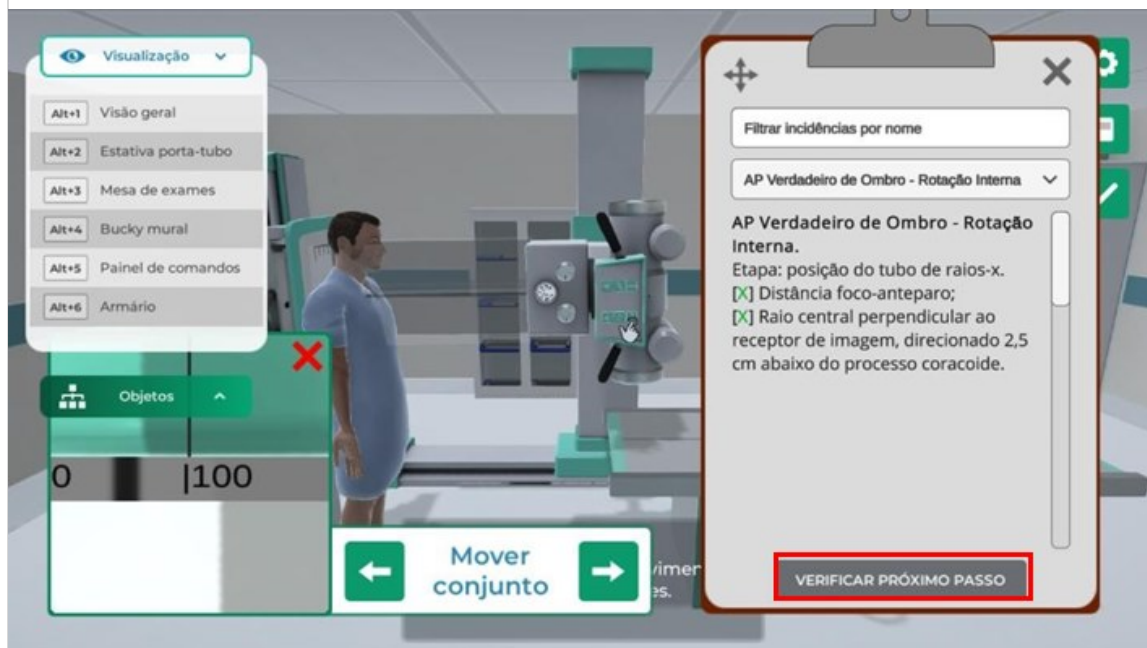 Visualização
Alt+1 Visão geral
Alt+2 Estativa porta-tubo
Alt+3 Mesa de exames
Alt+4 Bucky mural
Alt+5 Painel de comandos
Alt+6 Armário
Objetos
0 |100
Mover
conjunto
Filtrar incidências por nome
AP Verdadeiro de Ombro - Rotação Interna
AP Verdadeiro de Ombro - Rotação
Interna.
Etapa: posição do tubo de raios-x.
[X] Distância foco-anteparo;
[X] Raio central perpendicular ao
receptor de imagem, direcionado 2,5
cm abaixo do processo coracoide.
VERIFICAR PRÓXIMO PASSO